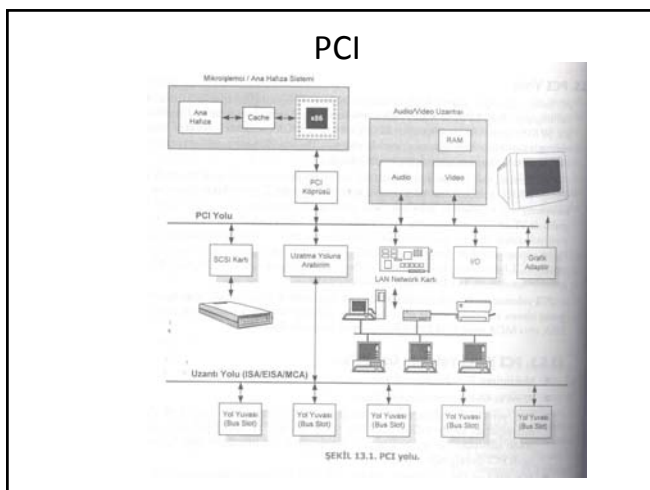 PCI
Mikroişlemci / Ana Hafıza Sistemi
Ana
Hafıza
Cache
x86
Audio/Video Uzantısı
RAM
Audio
Video
PCI
Köprüsü
PCI Yolu
SCSI Kartı
Uzatma Yoluna
Arabirim
LAN Network Kartı
I/O
Grafik
Adaptör
Uzantı Yolu (ISA/EISA/MCA)
Yol Yuvası
(Bus Slot)
Yol Yuvası
(Bus Slot)
Yol Yuvası
(Bus Slot)
Yol Yuvası
(Bus Slot)
Yol Yuvası
(Bus Slot)
ŞEKİL 13.1. PCI yolu.